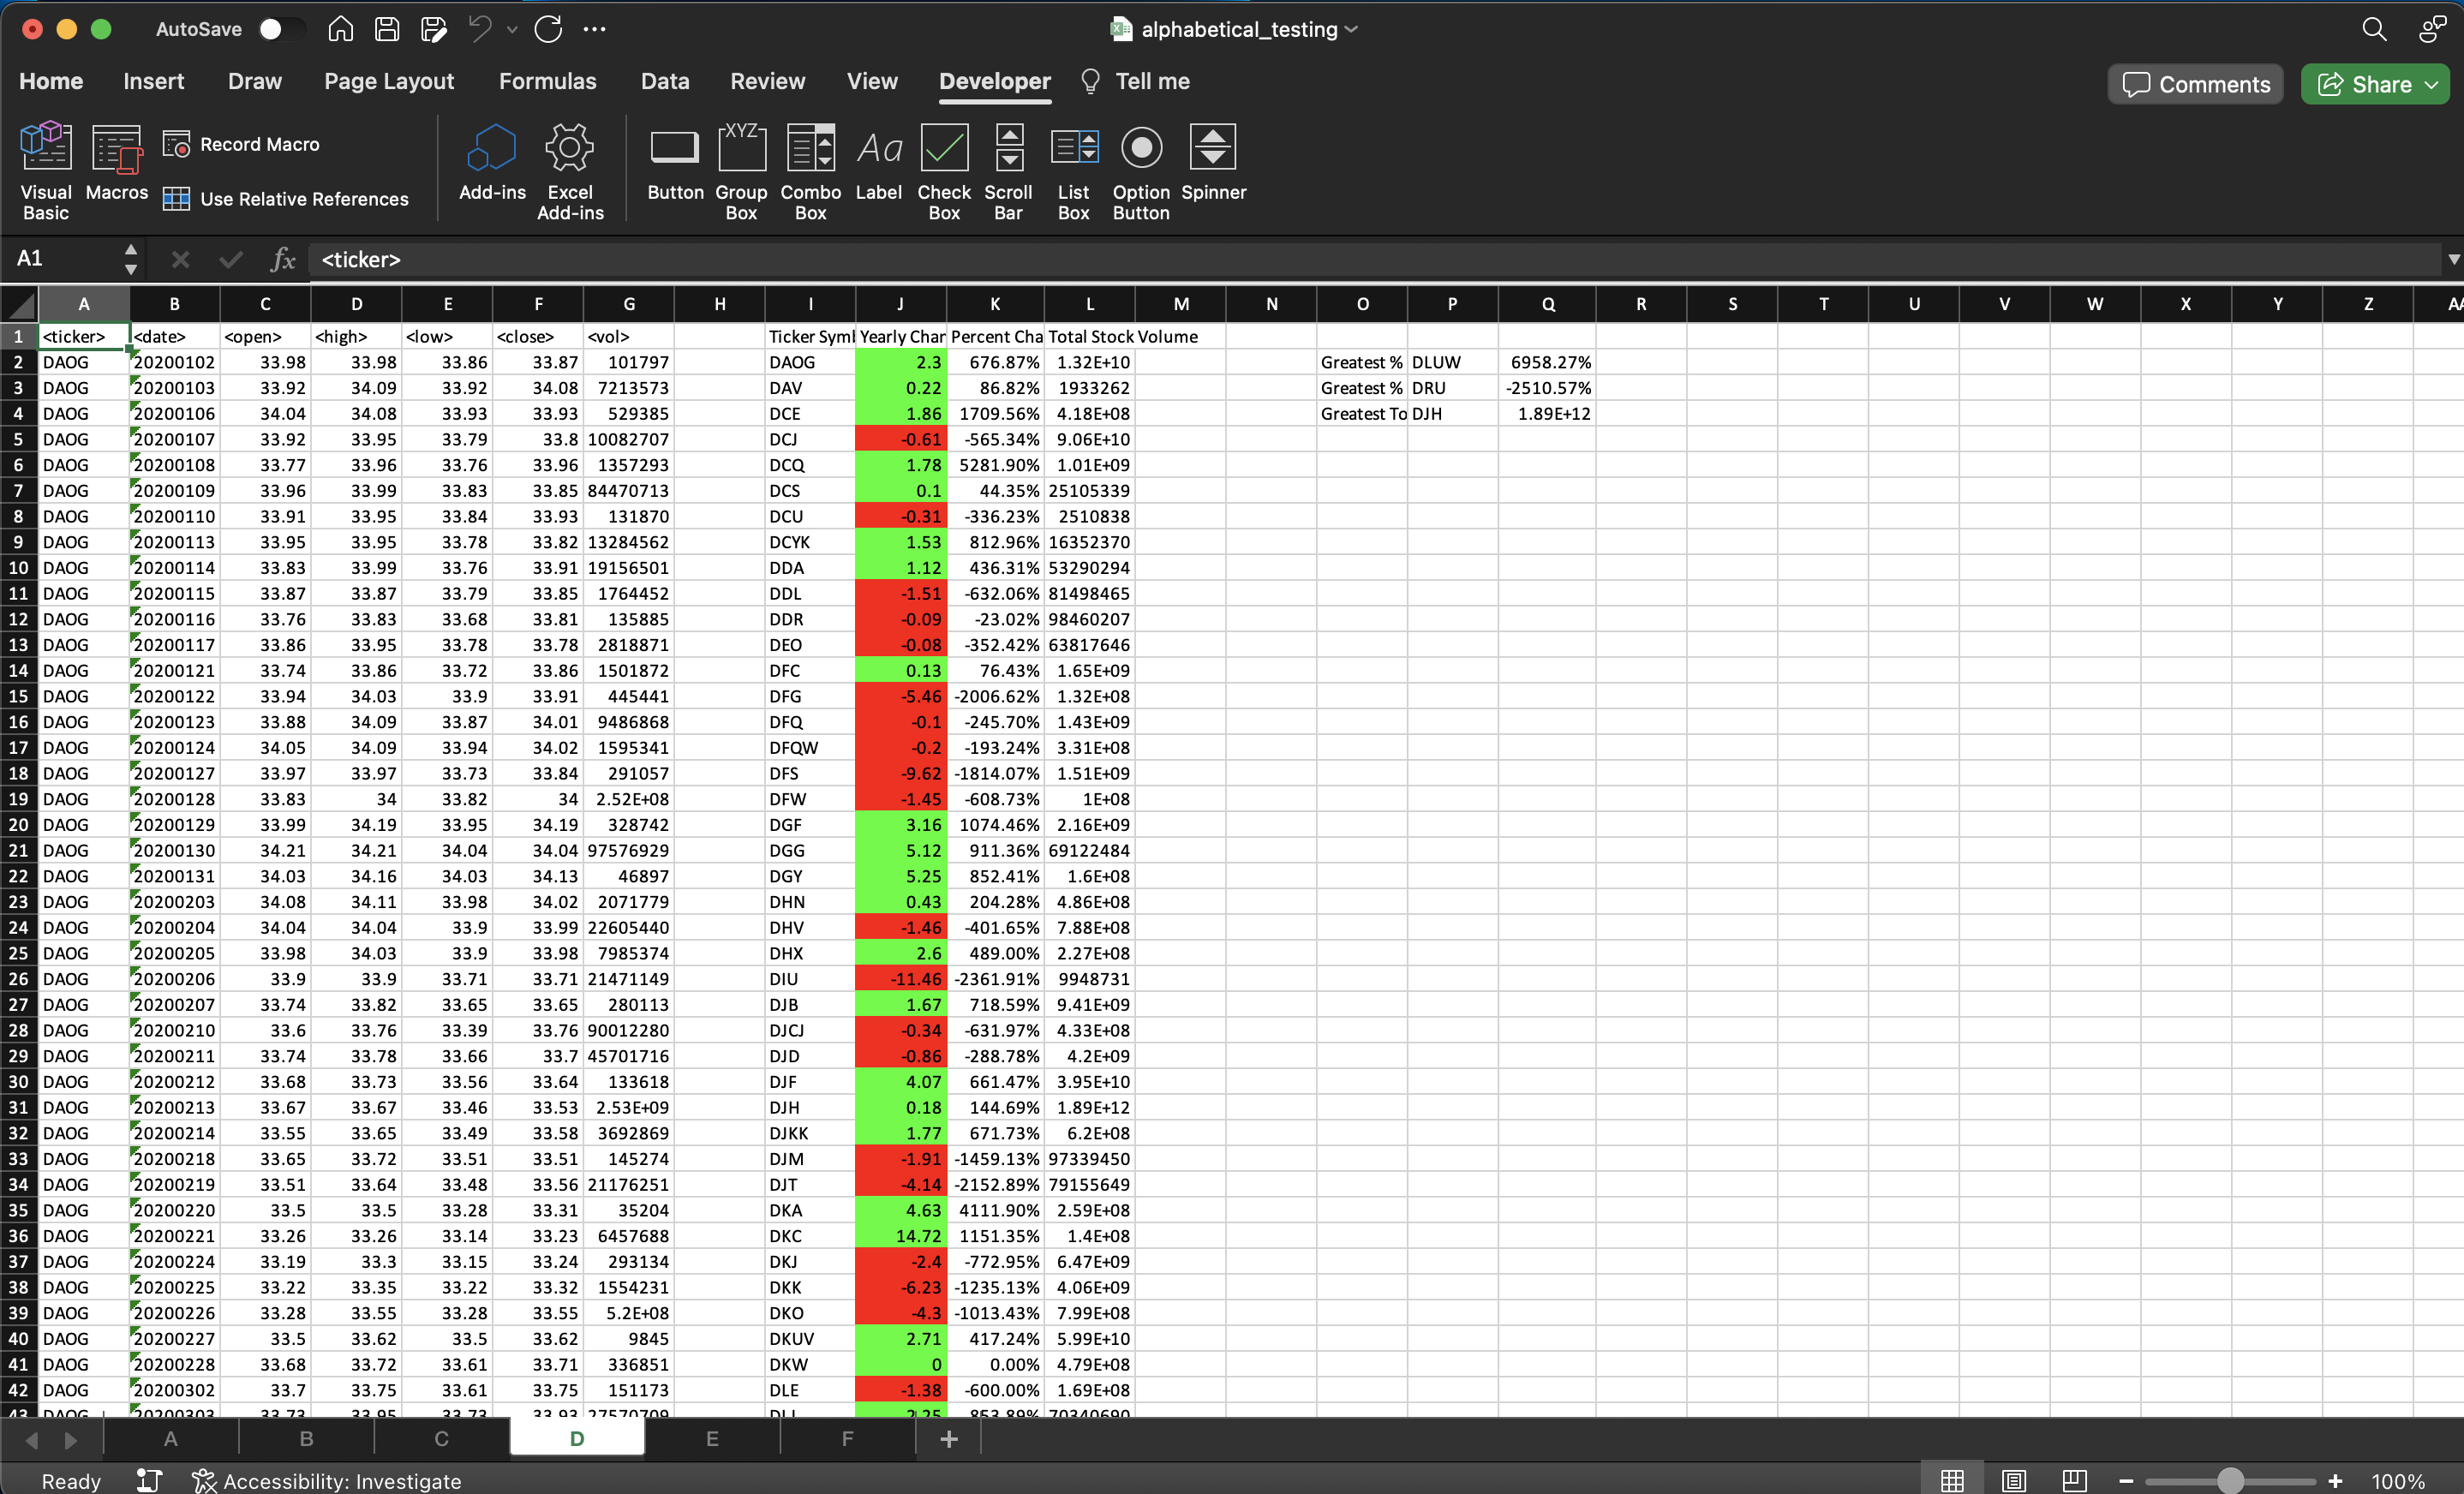 AutoSave alphabetical_testing
Home Insert Draw Page Layout Formulas Data Review View Developer Tell me Comments Share
Visual Basic Macros Record Macro Use Relative References Add-ins Excel Add-ins Button Group Box Combo Box Label Check Box Scroll Bar List Box Option Button Spinner
XYZ Aa
A1 fx <ticker>
A B C D E F G H I J K L M N O P Q R S T U V W X Y Z
1 <ticker> <date> <open> <high> <low> <close> <vol> Ticker Syml Yearly Char Percent Cha Total Stock Volume
2 DAOG 20200102 33.98 33.98 33.86 33.87 101797 DAOG 2.3 676.87% 1.32E+10 Greatest % DLUW 6958.27%
3 DAOG 20200103 33.92 34.09 33.92 34.08 7213573 DAV 0.22 86.82% 1933262 Greatest % DRU -2510.57%
4 DAOG 20200106 34.04 34.08 33.93 33.93 529385 DCE 1.86 1709.56% 4.18E+08 Greatest To DJH 1.89E+12
5 DAOG 20200107 33.92 33.95 33.79 33.8 10082707 DCJ -0.61 -565.34% 9.06E+10
6 DAOG 20200108 33.77 33.96 33.76 33.96 1357293 DCQ 1.78 5281.90% 1.01E+09
7 DAOG 20200109 33.96 33.99 33.83 33.85 84470713 DCS 0.1 44.35% 25105339
8 DAOG 20200110 33.91 33.95 33.84 33.93 131870 DCU -0.31 -336.23% 2510838
9 DAOG 20200113 33.95 33.95 33.78 33.82 13284562 DCYK 1.53 812.96% 16352370
10 DAOG 20200114 33.83 33.99 33.76 33.91 19156501 DDA 1.12 436.31% 53290294
11 DAOG 20200115 33.87 33.87 33.79 33.85 1764452 DDL -1.51 -632.06% 81498465
12 DAOG 20200116 33.76 33.83 33.68 33.81 135885 DDR -0.09 -23.02% 98460207
13 DAOG 20200117 33.86 33.95 33.78 33.78 2818871 DEO -0.08 -352.42% 63817646
14 DAOG 20200121 33.74 33.86 33.72 33.86 1501872 DFC 0.13 76.43% 1.65E+09
15 DAOG 20200122 33.94 34.03 33.9 33.91 445441 DFG -5.46 -2006.62% 1.32E+08
16 DAOG 20200123 33.88 34.09 33.87 34.01 9486868 DFQ -0.1 -245.70% 1.43E+09
17 DAOG 20200124 34.05 34.09 33.94 34.02 1595341 DFQW -0.2 -193.24% 3.31E+08
18 DAOG 20200127 33.97 33.97 33.73 33.84 291057 DFS -9.62 -1814.07% 1.51E+09
19 DAOG 20200128 33.83 34 33.82 34 2.52E+08 DFW -1.45 -608.73% 1E+08
20 DAOG 20200129 33.99 34.19 33.95 34.19 328742 DGF 3.16 1074.46% 2.16E+09
21 DAOG 20200130 34.21 34.21 34.04 34.04 97576929 DGG 5.12 911.36% 69122484
22 DAOG 20200131 34.03 34.16 34.03 34.13 46897 DGY 5.25 852.41% 1.6E+08
23 DAOG 20200203 34.08 34.11 33.98 34.02 2071779 DHN 0.43 204.28% 4.86E+08
24 DAOG 20200204 34.04 34.04 33.9 33.99 22605440 DHV -1.46 -401.65% 7.88E+08
25 DAOG 20200205 33.98 34.03 33.9 33.98 7985374 DHX 2.6 489.00% 2.27E+08
26 DAOG 20200206 33.9 33.9 33.71 33.71 21471149 DIU -11.46 -2361.91% 9948731
27 DAOG 20200207 33.74 33.82 33.65 33.65 280113 DJB 1.67 718.59% 9.41E+09
28 DAOG 20200210 33.6 33.76 33.39 33.76 90012280 DJCJ -0.34 -631.97% 4.33E+08
29 DAOG 20200211 33.74 33.78 33.66 33.7 45701716 DJD -0.86 -288.78% 4.2E+09
30 DAOG 20200212 33.68 33.73 33.56 33.64 133618 DJF 4.07 661.47% 3.95E+10
31 DAOG 20200213 33.67 33.67 33.46 33.53 2.53E+09 DJH 0.18 144.69% 1.89E+12
32 DAOG 20200214 33.55 33.65 33.49 33.58 3692869 DJKK 1.77 671.73% 6.2E+08
33 DAOG 20200218 33.65 33.72 33.51 33.51 145274 DJM -1.91 -1459.13% 97339450
34 DAOG 20200219 33.51 33.64 33.48 33.56 21176251 DJT -4.14 -2152.89% 79155649
35 DAOG 20200220 33.5 33.5 33.28 33.31 35204 DKA 4.63 4111.90% 2.59E+08
36 DAOG 20200221 33.26 33.26 33.14 33.23 6457688 DKC 14.72 1151.35% 1.4E+08
37 DAOG 20200224 33.19 33.3 33.15 33.24 293134 DKJ -2.4 -772.95% 6.47E+09
38 DAOG 20200225 33.22 33.35 33.22 33.32 1554231 DKK -6.23 -1235.13% 4.06E+09
39 DAOG 20200226 33.28 33.55 33.28 33.55 5.2E+08 DKO -4.3 -1013.43% 7.99E+08
40 DAOG 20200227 33.5 33.62 33.5 33.62 9845 DKUV 2.71 417.24% 5.99E+10
41 DAOG 20200228 33.68 33.72 33.61 33.71 336851 DKW 0 0.00% 4.79E+08
42 DAOG 20200302 33.7 33.75 33.61 33.75 151173 DLE -1.38 -600.00% 1.69E+08
43 DAOG 20200303 33.73 33.95 33.73 33.93 27570709 2.25 853.89% 70340690
A B C D E F +
Ready Accessibility: Investigate 100%